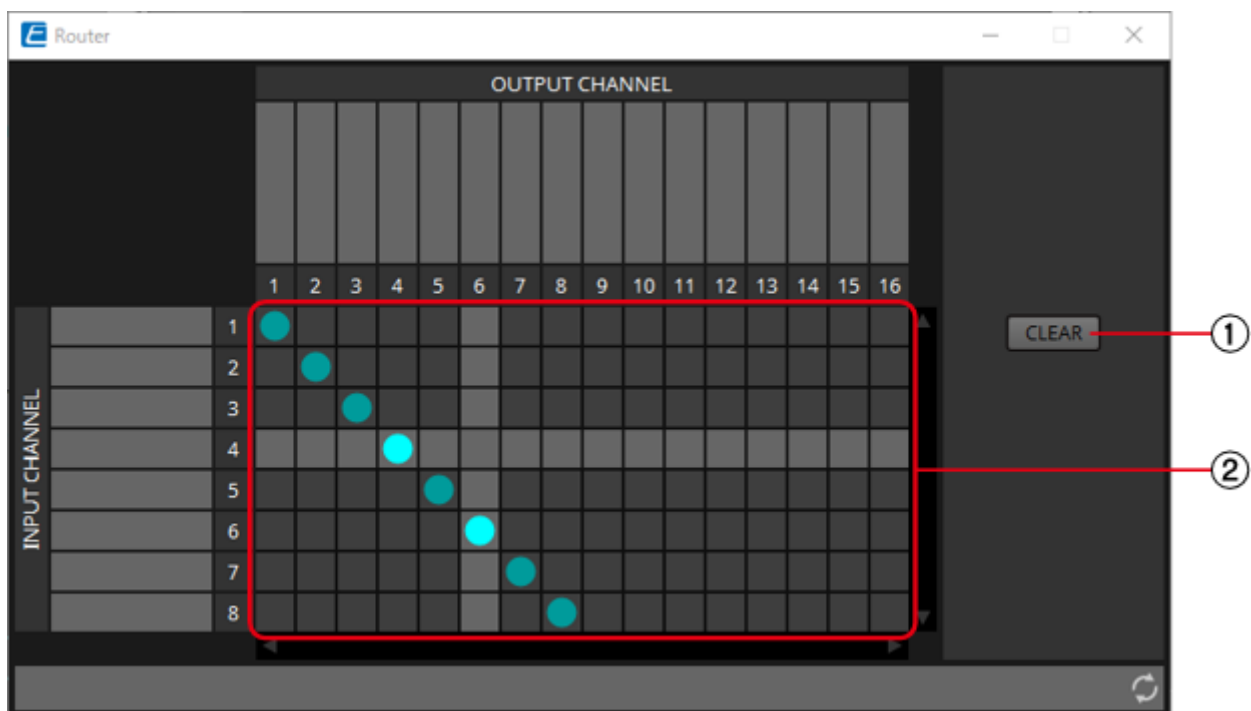 Router
OUTPUT CHANNEL
1 2 3 4 5 6 7 8 9 10 11 12 13 14 15 16
INPUT CHANNEL
1
CLEAR
①
2
3
4
②
5
6
7
8